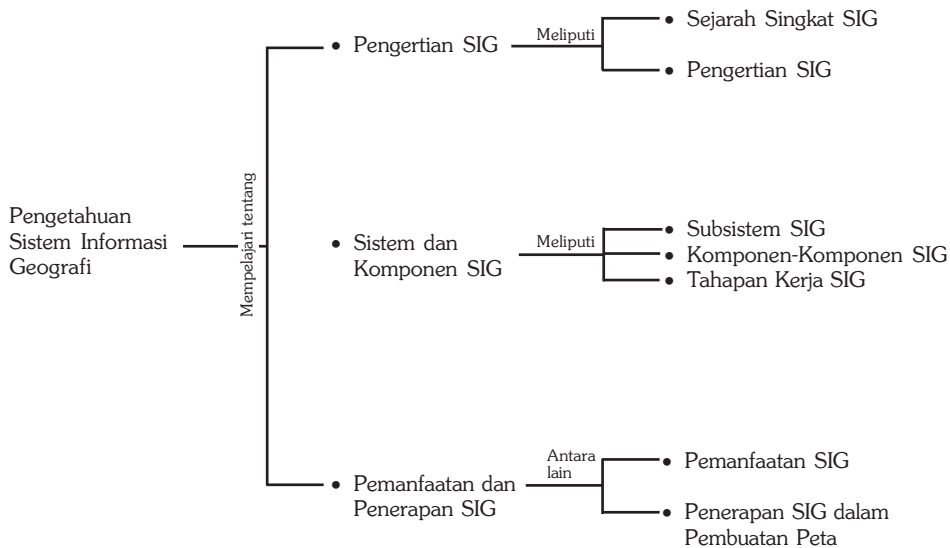 Pengetahuan
Sistem Informasi
Geografi
Mempelajari tentang
• Pengertian SIG
Meliputi
• Sejarah Singkat SIG
• Pengertian SIG
• Sistem dan
Komponen SIG
Meliputi
• Subsistem SIG
• Komponen-Komponen SIG
• Tahapan Kerja SIG
• Pemanfaatan dan
Penerapan SIG
Antara
lain
• Pemanfaatan SIG
• Penerapan SIG dalam
Pembuatan Peta